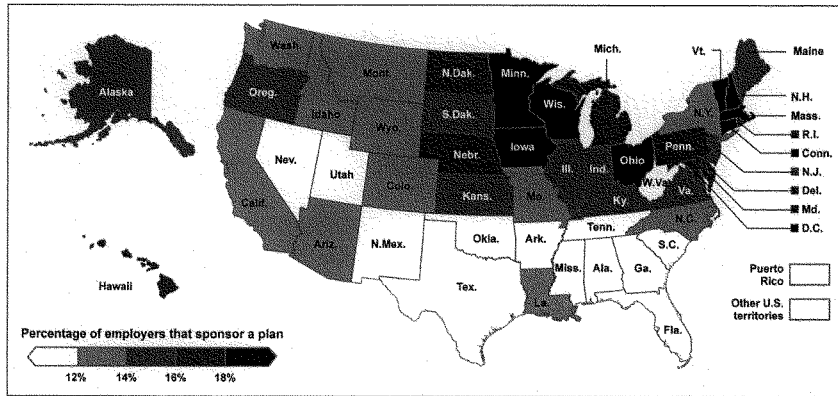 Mich.
Vt.
Maine
Wash.
Mont.
N.Dak.
Minn.
Alaska
Oreg.
N.H.
Idaho
S.Dak.
Wis.
N.Y.
Mass.
Wyo.
R.I.
Iowa
Penn.
Conn.
Nebr.
Nev.
Ohio
N.J.
Utah
Ill.
Ind.
Colo.
W.Va.
Del.
Calif.
Kans.
Mo.
Va.
Md.
Ky.
D.C.
N.C.
Tenn.
Ariz.
N.Mex.
Okla.
Ark.
S.C.
Hawaii
Miss.
Ala.
Ga.
Puerto
Rico
Tex.
La.
Other U.S.
territories
Fla.
Percentage of employers that sponsor a plan
12% 14% 16% 18%